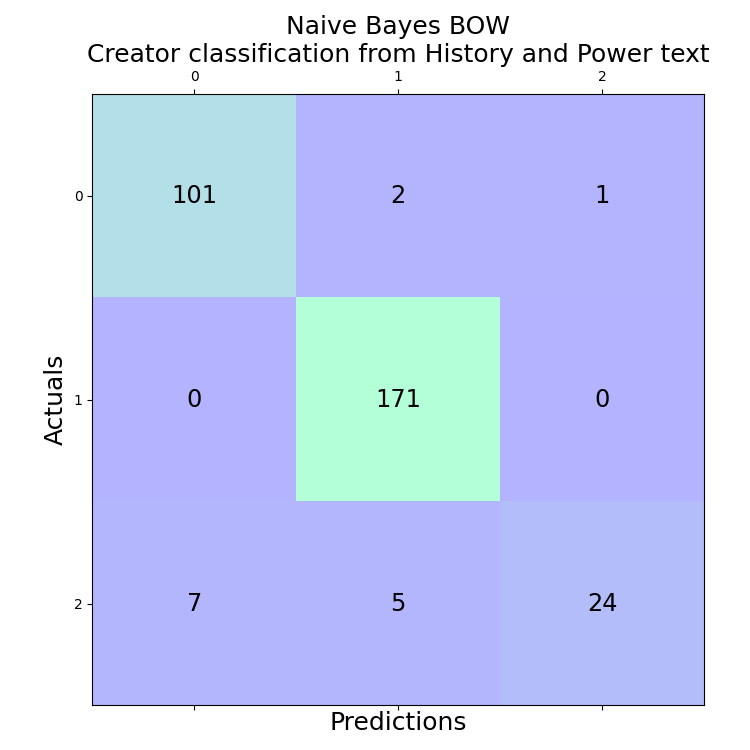 Naive Bayes BOW
Creator classification from History and Power text
0 1 2
0 101 2 1
Actuals
1 0 171 0
2 7 5 24
Predictions